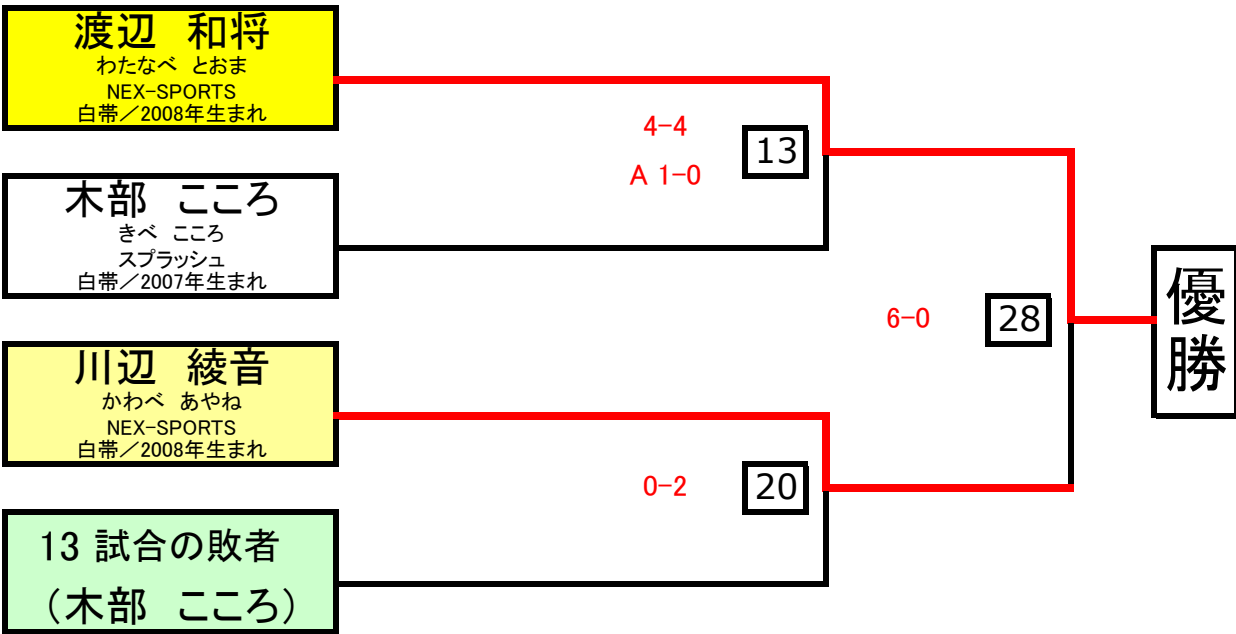 渡辺　和将
わたなべ　とおま
NEX-SPORTS
白帯／2008年生まれ
4-4
A 1-0
13
木部　こころ
きべ　こころ
スプラッシュ
白帯／2007年生まれ
6-0
28
優勝
川辺　綾音
かわべ　あやね
NEX-SPORTS
白帯／2008年生まれ
0-2
20
13 試合の敗者
（木部　こころ）